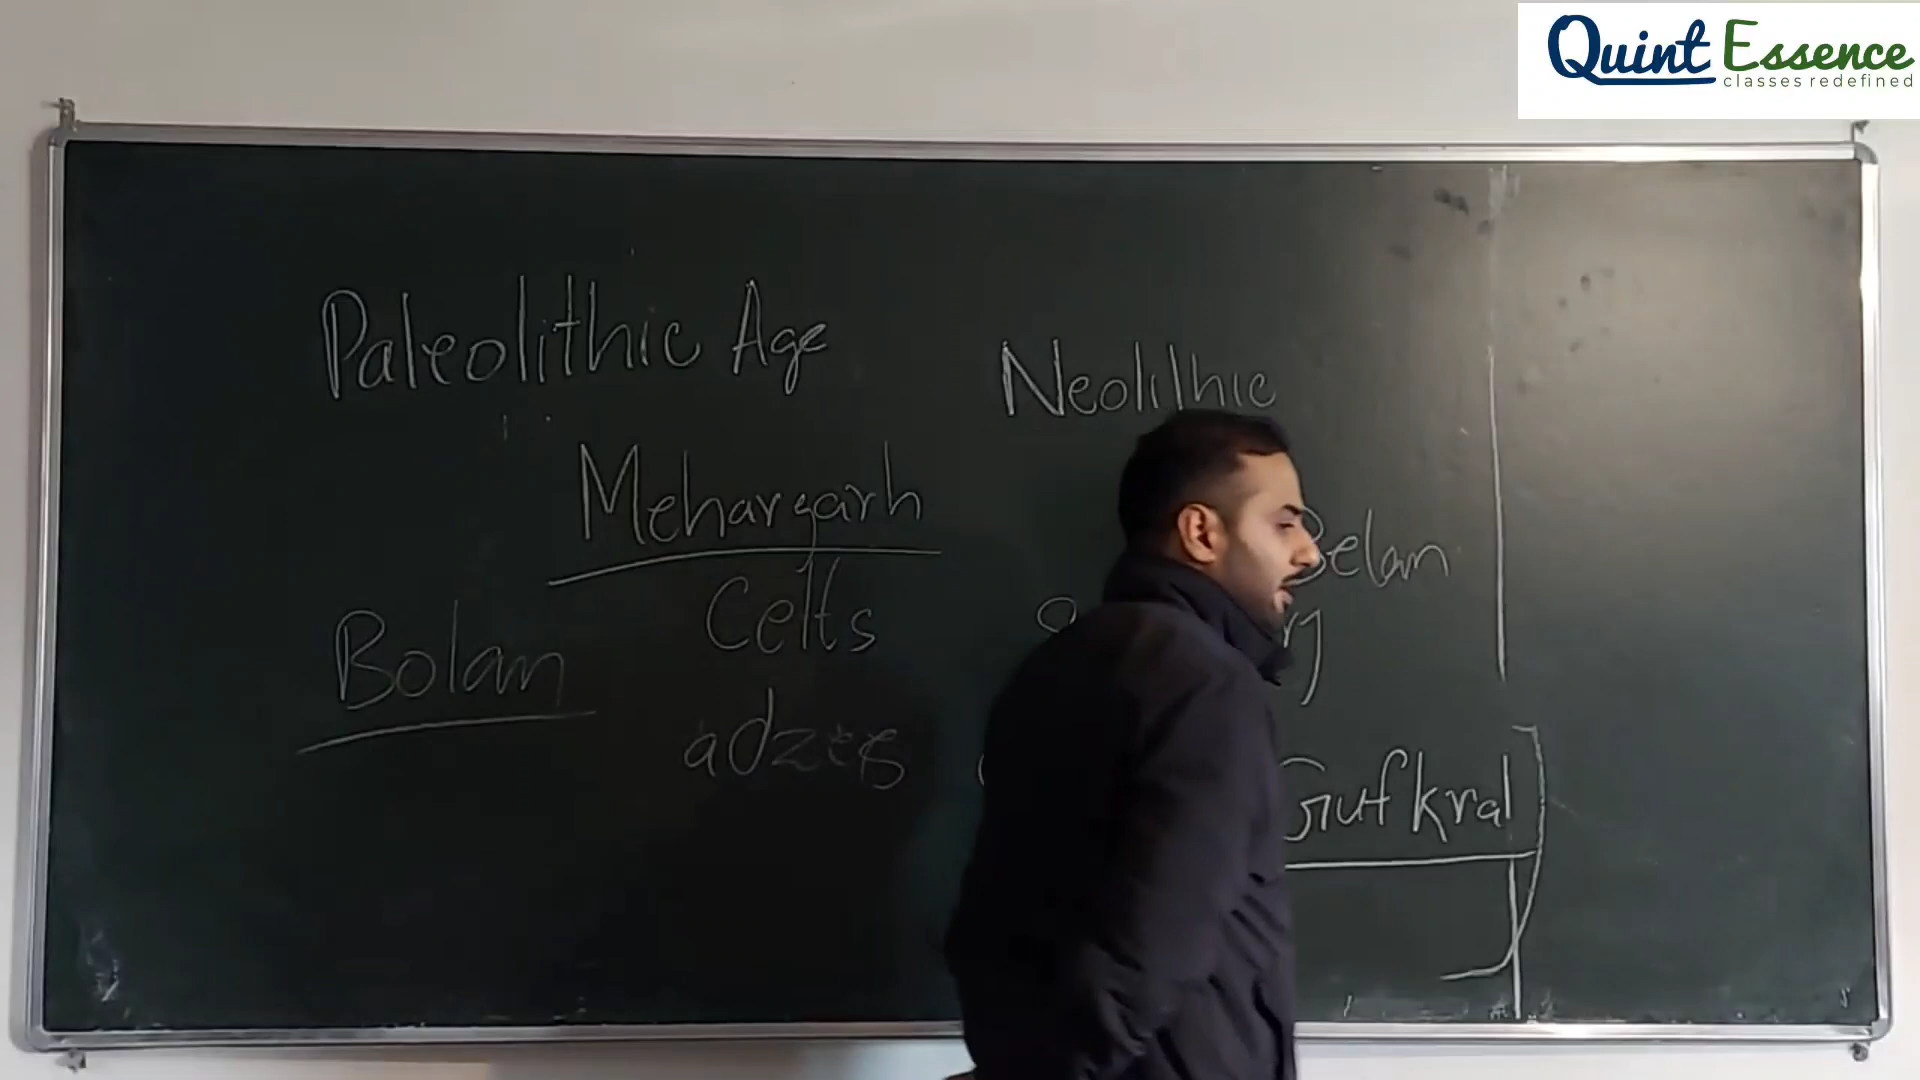 Quint Essence
classes redefined
Paleolithic Age
Neolithic
Mehargarh
Belan
Celts
Bolan
adzes
Gufkral